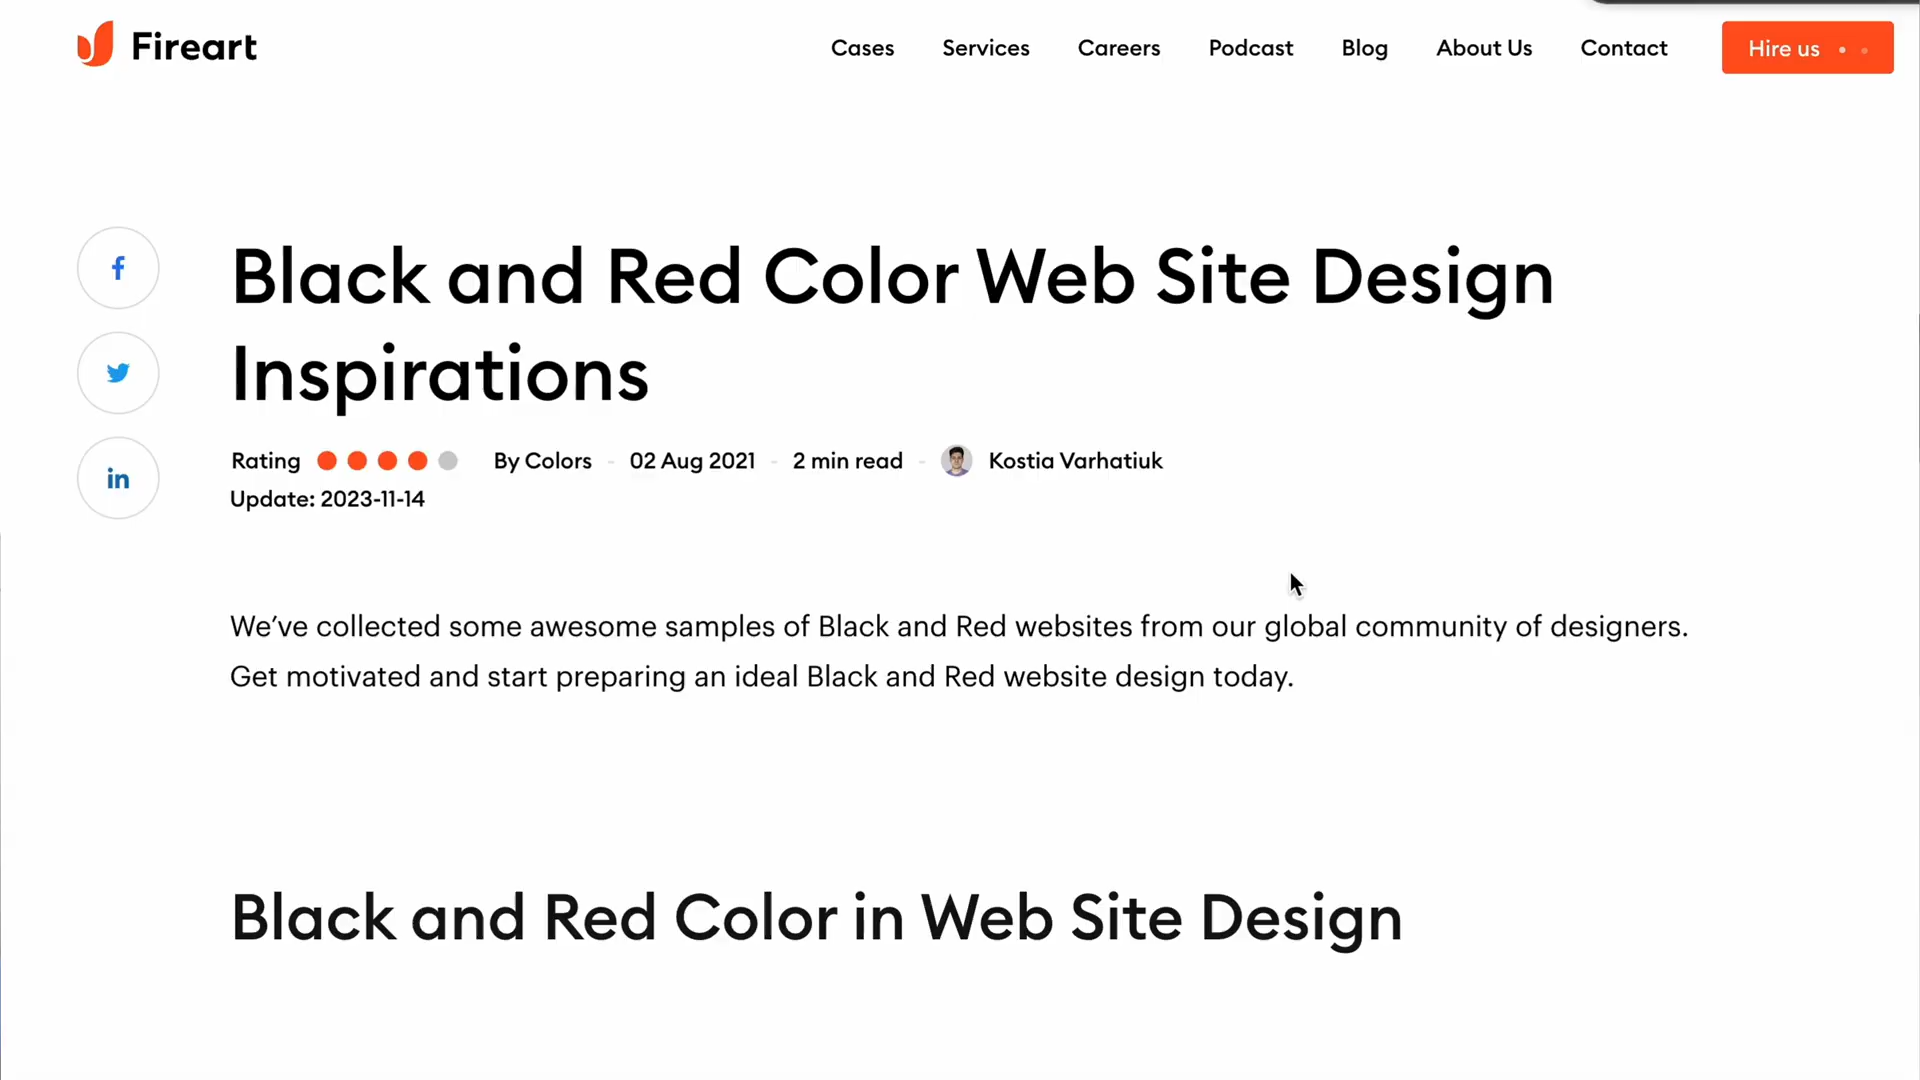 Fireart
Cases Services Careers Podcast Blog About Us Contact Hire us
Black and Red Color Web Site Design
Inspirations
Rating By Colors - 02 Aug 2021 - 2 min read - Kostia Varhatiuk
Update: 2023-11-14
We’ve collected some awesome samples of Black and Red websites from our global community of designers.
Get motivated and start preparing an ideal Black and Red website design today.
Black and Red Color in Web Site Design